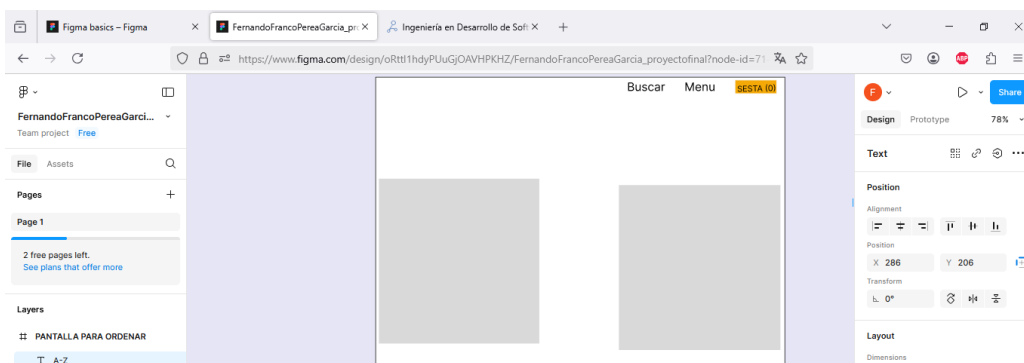 Figma basics – Figma
FernandoFrancoPereaGarcia_pro
Ingeniería en Desarrollo de Soft
https://www.figma.com/design/oRttl1hdyPUuGjOAVHPKHZ/FernandoFrancoPereaGarcia_proyectofinal?node-id=71
ABP
Buscar Menu SESTA (0)
FernandoFrancoPereaGarci...
Team project Free
File Assets
Pages
Page 1
2 free pages left.
See plans that offer more
Layers
PANTALLA PARA ORDENAR
T A-Z
F
Share
Design Prototype 78%
Text
Position
Alignment
Position
X 286 Y 206
Transform
0°
Layout
Dimensions